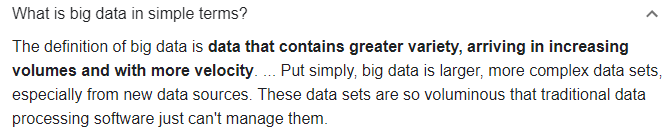 What is big data in simple terms?
The definition of big data is data that contains greater variety, arriving in increasing
volumes and with more velocity. ... Put simply, big data is larger, more complex data sets,
especially from new data sources. These data sets are so voluminous that traditional data
processing software just can't manage them.